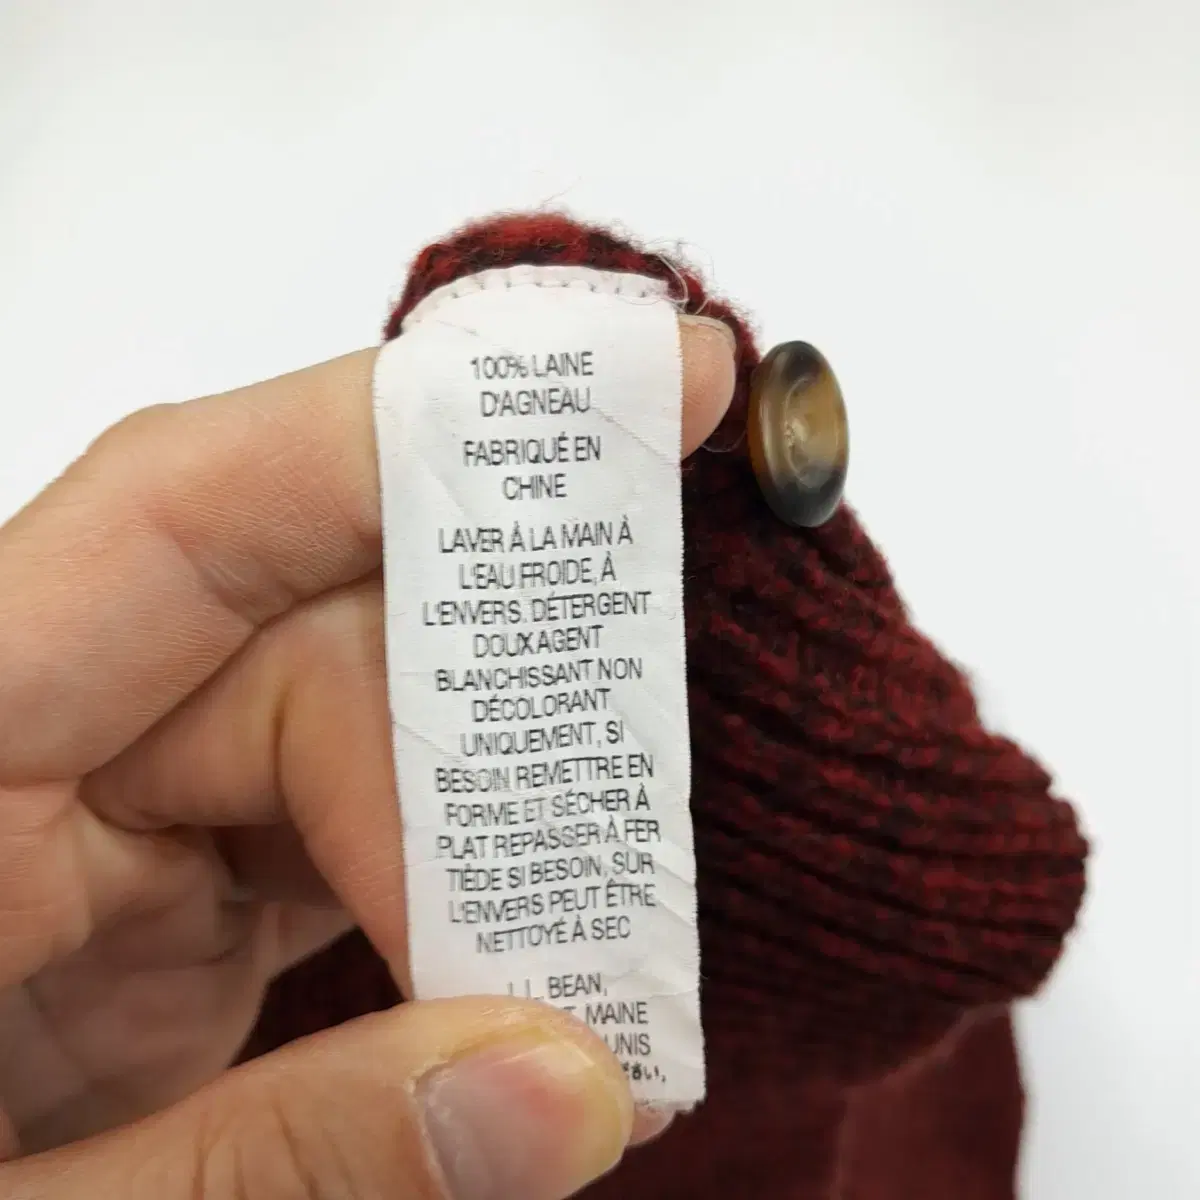 100% LAINE
D'AGNEAU
FABRIQUÉ EN
CHINE
LAVER À LA MAIN À
L'EAU FROIDE, À
L'ENVERS. DÉTERGENT
DOUX AGENT
BLANCHISSANT NON
DÉCOLORANT
UNIQUEMENT, SI
BESOIN REMETTRE EN
FORME ET SÉCHER À
PLAT REPASSER À FER
TIÈDE SI BESOIN, SUR
L'ENVERS PEUT ÊTRE
NETTOYÉ À SEC
L.L. BEAN,
MAINE
UNIS